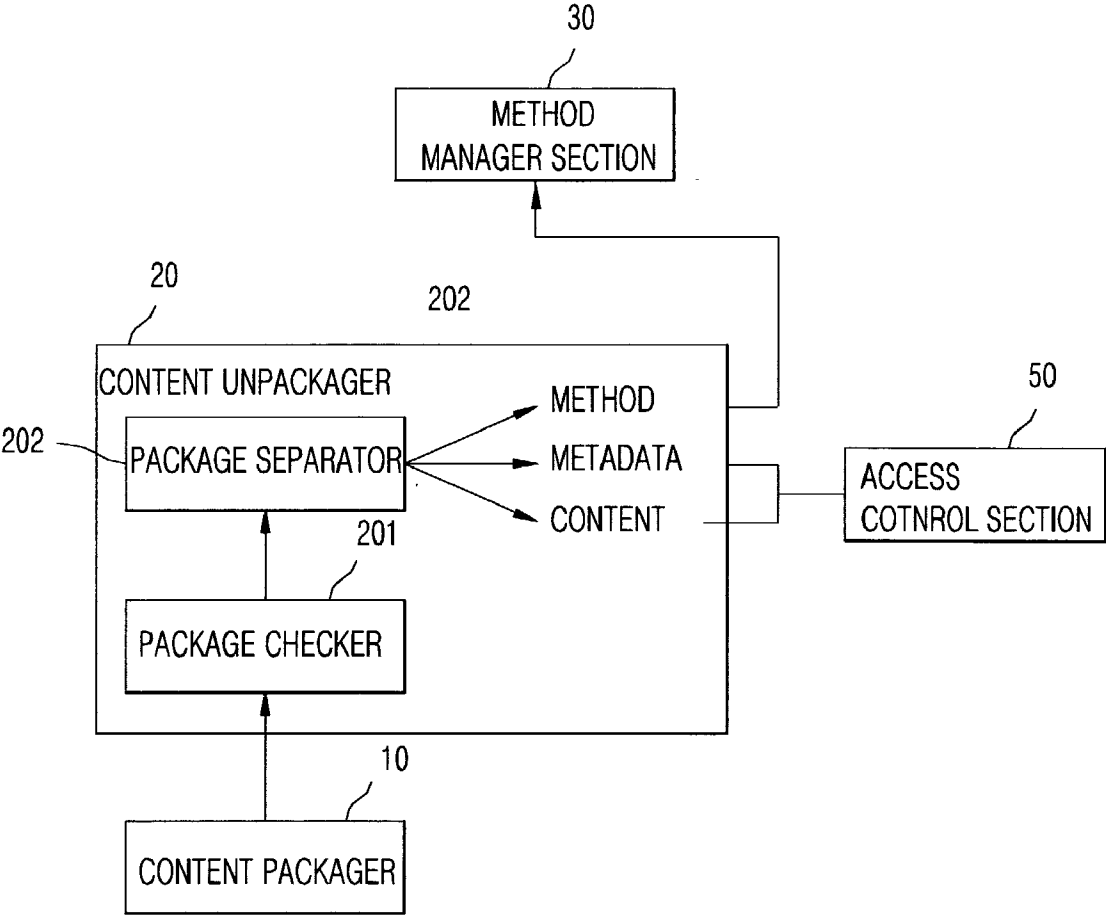 30
METHOD
MANAGER SECTION
20
202
CONTENT UNPACKAGER
METHOD
50
202
PACKAGE SEPARATOR
METADATA
ACCESS
COTNROL SECTION
CONTENT
201
PACKAGE CHECKER
10
CONTENT PACKAGER